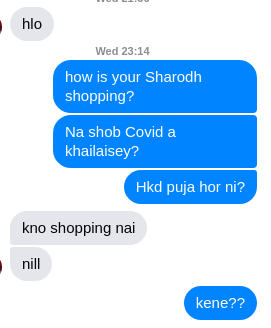 hlo
Wed 23:14
how is your Sharodh
shopping?
Na shob Covid a
khailaisey?
Hkd puja hor ni?
kno shopping nai
nill
kene??